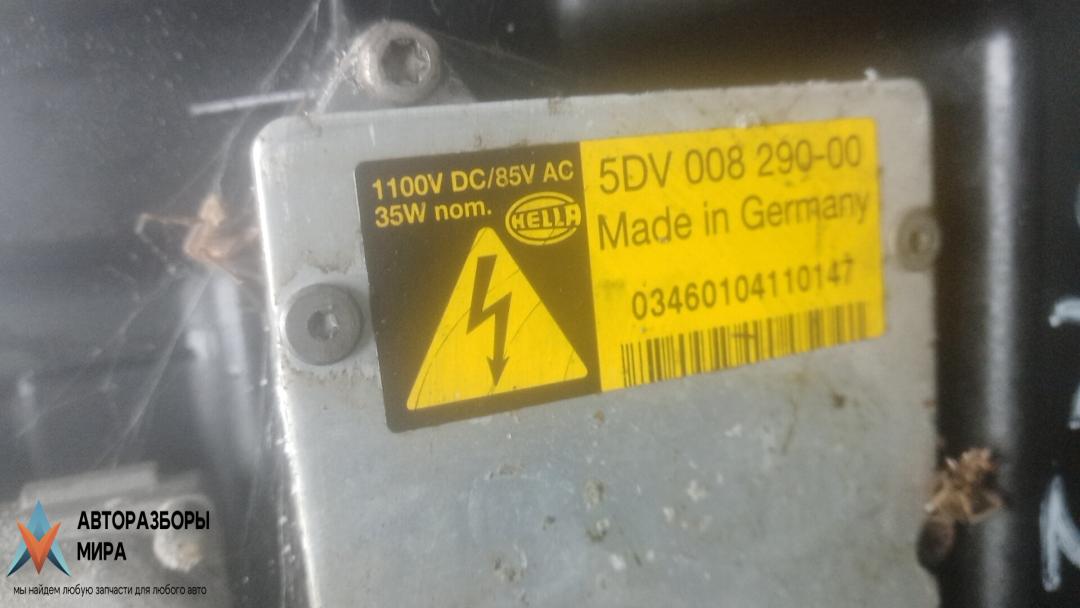 1100V DC/85V AC
35W nom.
HELLA
5DV 008 290-00
Made in Germany
03460104110147
АВТОРАЗБОРЫ
МИРА
мы найдем любую запчасти для любого авто